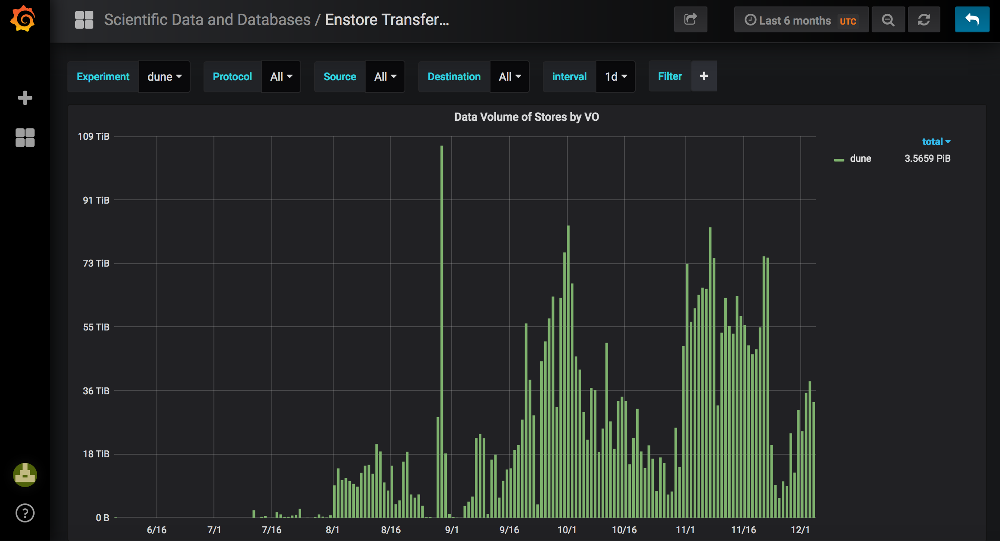 Scientific Data and Databases / Enstore Transfer...
Last 6 months UTC
Experiment dune Protocol All Source All Destination All interval 1d Filter +
Data Volume of Stores by VO
109 TiB
91 TiB
73 TiB
55 TiB
36 TiB
18 TiB
0 B
6/16 7/1 7/16 8/1 8/16 9/1 9/16 10/1 10/16 11/1 11/16 12/1
total
dune 3.5659 PiB
?